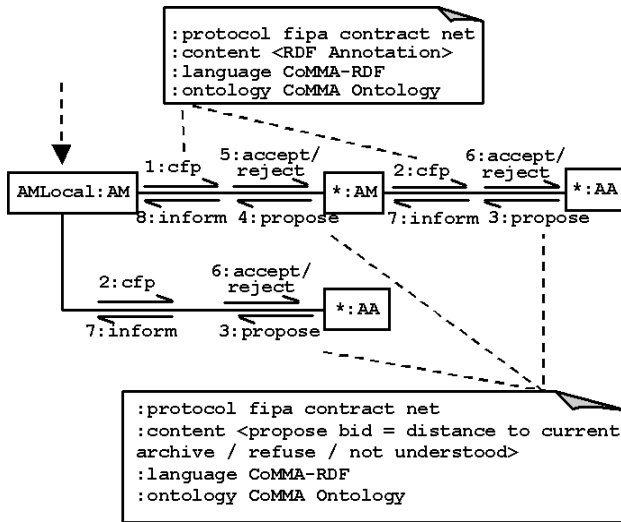 :protocol fipa contract net
:content <RDF Annotation>
:language CoMMA-RDF
:ontology CoMMA Ontology
1:cfp
5:accept/
reject
2:cfp
6:accept/
reject
AMLocal:AM
*:AM
*:AA
8:inform
4:propose
7:inform
3:propose
2:cfp
6:accept/
reject
*:AA
7:inform
3:propose
:protocol fipa contract net
:content <propose bid = distance to current
archive / refuse / not understood>
:language CoMMA-RDF
:ontology CoMMA Ontology